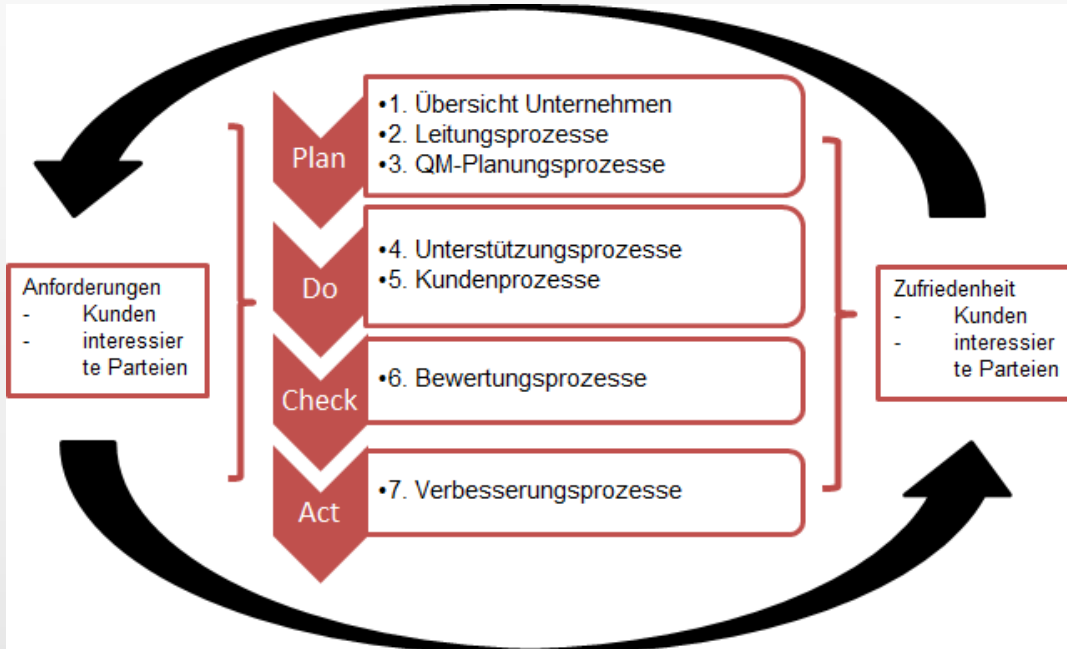 Anforderungen
- Kunden
- interessier
te Parteien
Plan
•1. Übersicht Unternehmen
•2. Leitungsprozesse
•3. QM-Planungsprozesse
Do
•4. Unterstützungsprozesse
•5. Kundenprozesse
Check
•6. Bewertungsprozesse
Act
•7. Verbesserungsprozesse
Zufriedenheit
- Kunden
- interessier
te Parteien